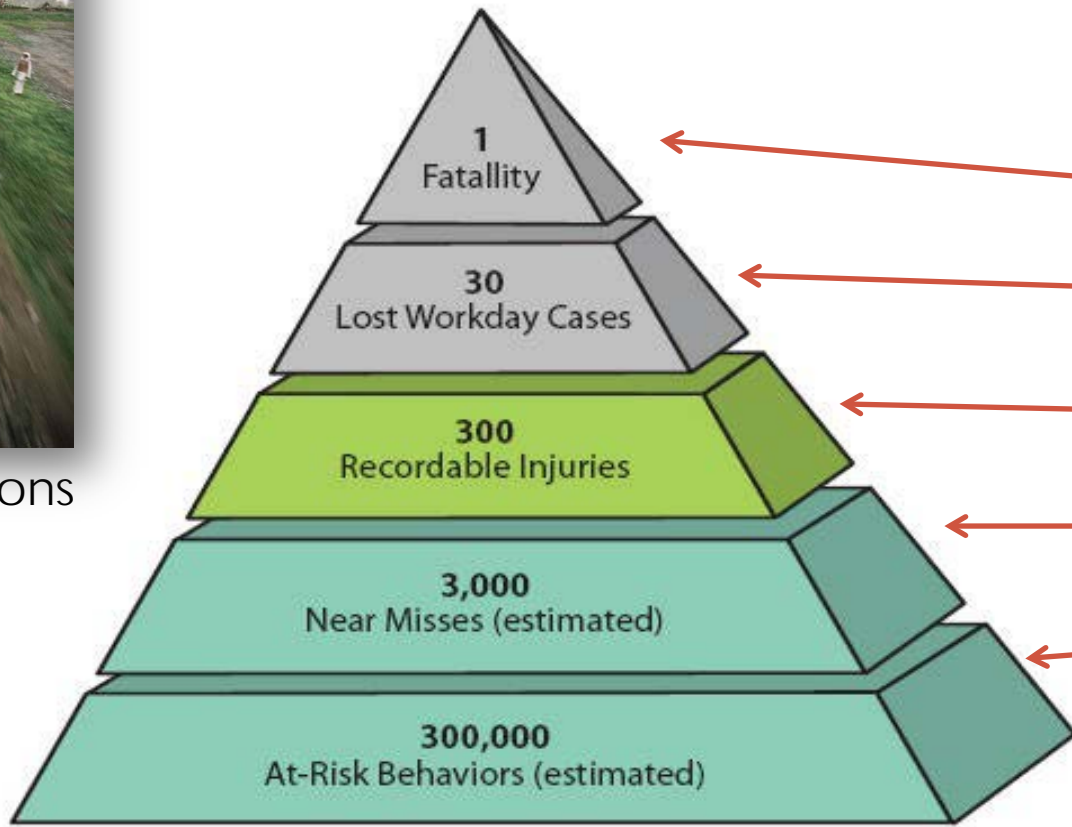 1
Fatallity
30
Lost Workday Cases
300
Recordable Injuries
ons
3,000
Near Misses (estimated)
300,000
At-Risk Behaviors (estimated)